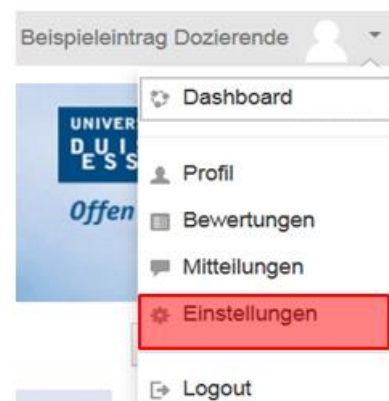 Beispieleintrag Dozierende
Dashboard
UNIVER
D U I
E S S
Offen
Profil
Bewertungen
Mitteilungen
Einstellungen
Logout